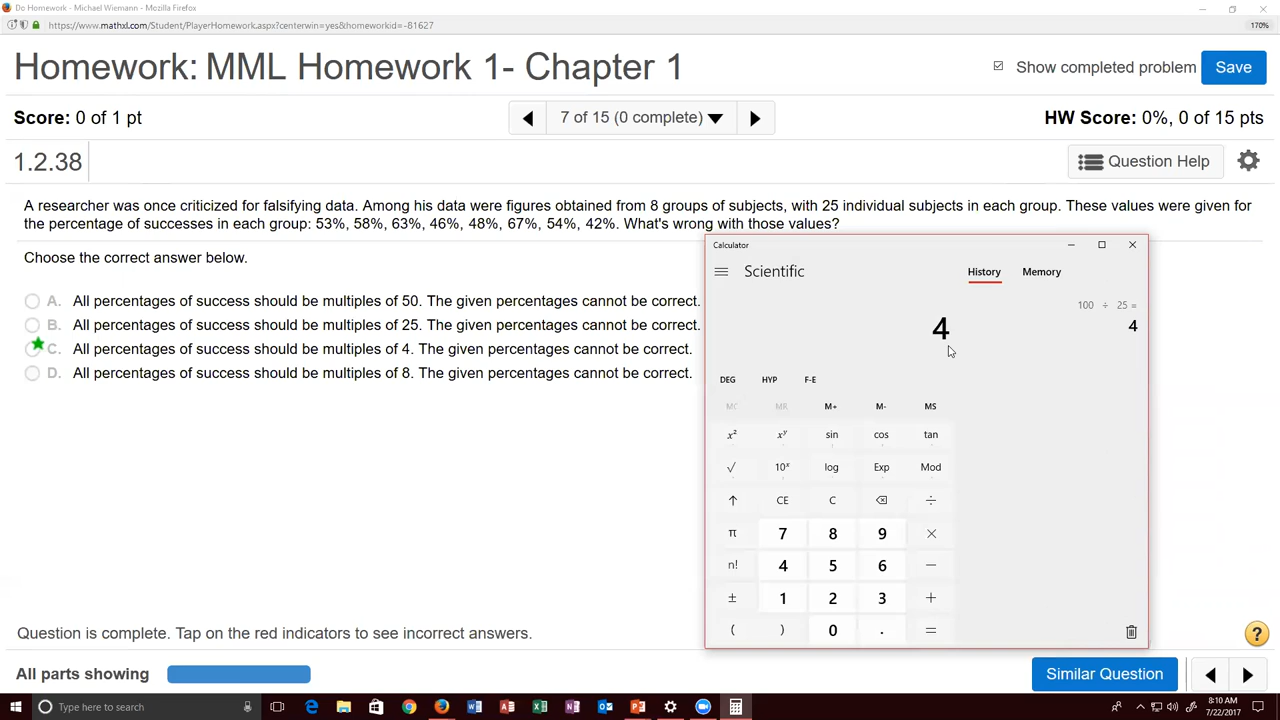 Do Homework - Michael Wiemann - Mozilla Firefox
https://www.mathxl.com/Student/PlayerHomework.aspx?centerwin=yes&homeworkid=-81627
170%
Homework: MML Homework 1- Chapter 1
Show completed problem
Save
Score: 0 of 1 pt
7 of 15 (0 complete)
HW Score: 0%, 0 of 15 pts
1.2.38
Question Help
A researcher was once criticized for falsifying data. Among his data were figures obtained from 8 groups of subjects, with 25 individual subjects in each group. These values were given for
the percentage of successes in each group: 53%, 58%, 63%, 46%, 48%, 67%, 54%, 42%. What's wrong with those values?
Choose the correct answer below.
A. All percentages of success should be multiples of 50. The given percentages cannot be correct.
B. All percentages of success should be multiples of 25. The given percentages cannot be correct.
C. All percentages of success should be multiples of 4. The given percentages cannot be correct.
D. All percentages of success should be multiples of 8. The given percentages cannot be correct.
Calculator
Scientific
History Memory
100 ÷ 25 =
4
4
DEG HYP F-E
MC MR M+ M- MS
x² xʸ sin cos tan
√ 10ˣ log Exp Mod
↑ CE C ⌫ ÷
π 7 8 9 ×
n! 4 5 6 −
± 1 2 3 +
( ) 0 . =
Question is complete. Tap on the red indicators to see incorrect answers.
?
All parts showing
Similar Question
Type here to search
8:10 AM
7/22/2017